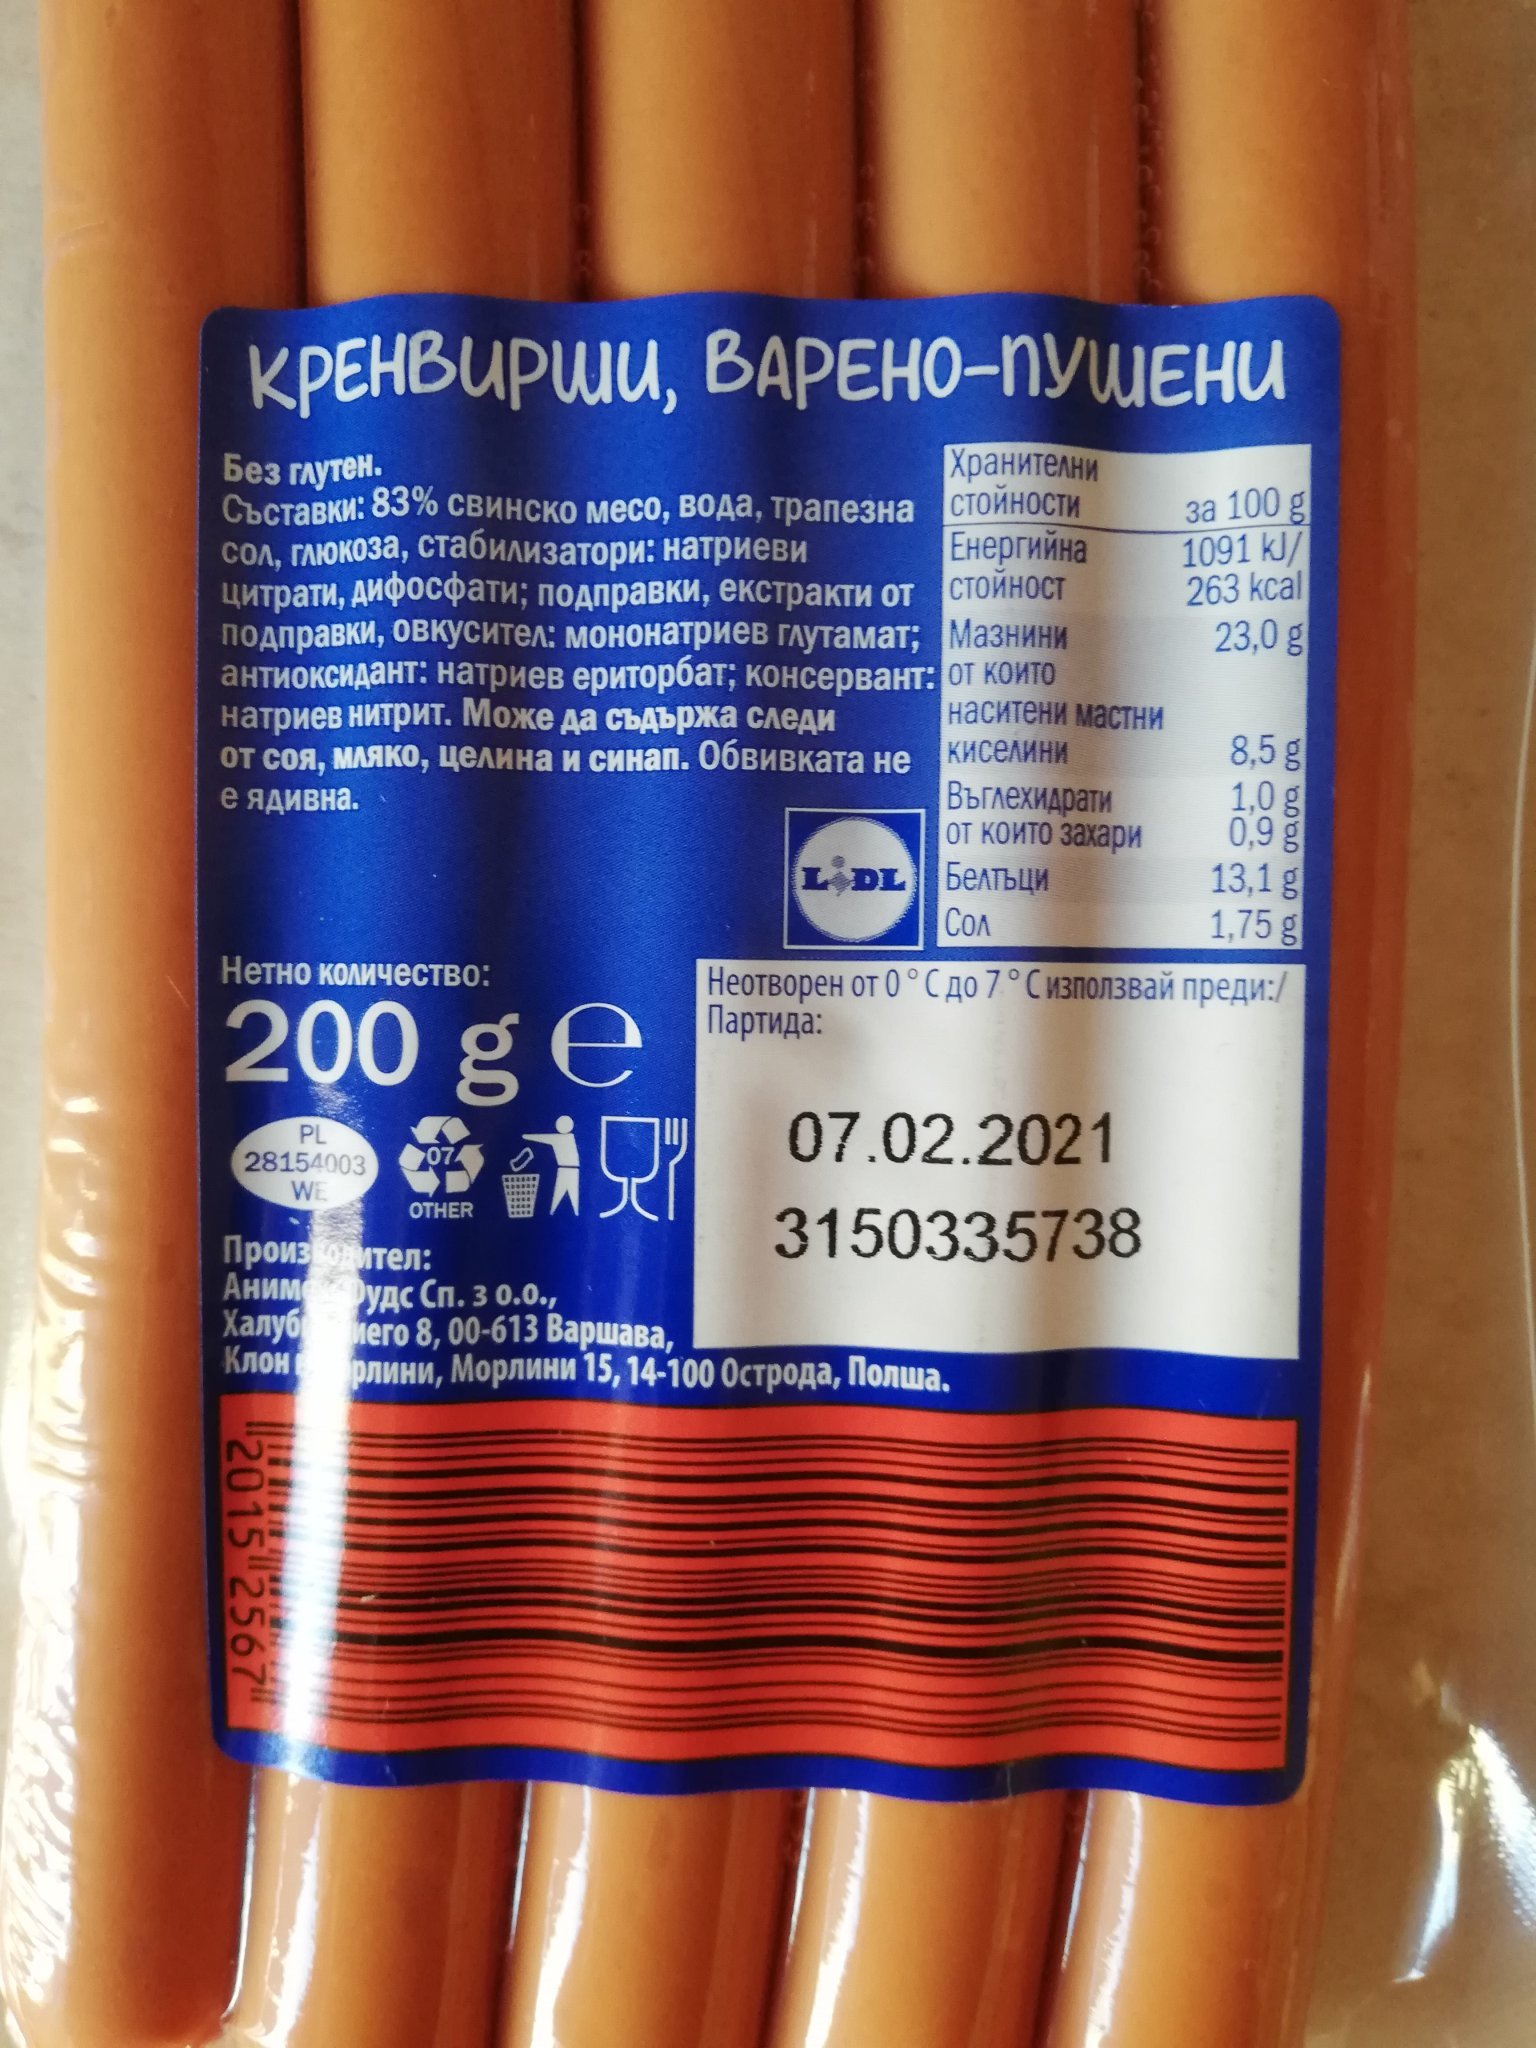 КРЕНВИРШИ, ВАРЕНО-ПУШЕНИ
Без глутен.
Съставки: 83% свинско месо, вода, трапезна
сол, глюкоза, стабилизатори: натриеви
цитрати, дифосфати; подправки, екстракти от
подправки, овкусител: мононатриев глутамат;
антиоксидант: натриев ериторбат; консервант:
натриев нитрит. Може да съдържа следи
от соя, мляко, целина и синап. Обвивката не
е ядивна.
Хранителни
стойности за 100 g
Енергийна 1091 kJ/
стойност 263 kcal
Мазнини 23,0 g
от които
наситени мастни
киселини 8,5 g
Въглехидрати 1,0 g
от които захари 0,9 g
Белтъци 13,1 g
Сол 1,75 g
LIDL
Нетно количество:
200 g e
Неотворен от 0 °C до 7 °C използвай преди:/
Партида:
07.02.2021
3150335738
PL
28154003
WE
07
OTHER
Сп. з о.о.,
8, 00-613 Варшава,
Морлини 15, 14-100 Острода, Полша.
2015 2567